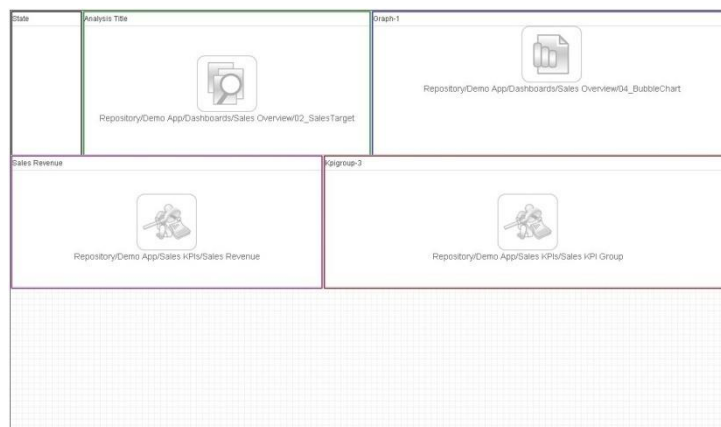 State
Analysis Title
Graph-1
Repository/Demo App/Dashboards/Sales Overview/02_SalesTarget
Repository/Demo App/Dashboards/Sales Overview/04_BubbleChart
Sales Revenue
Kpigroup-3
Repository/Demo App/Sales KPIs/Sales Revenue
Repository/Demo App/Sales KPIs/Sales KPI Group